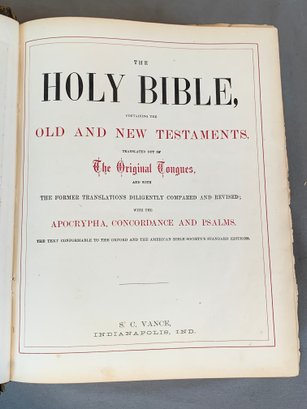 THE
HOLY BIBLE,
CONTAINING THE
OLD AND NEW TESTAMENTS.
TRANSLATED OUT OF
The Original Tongues,
AND WITH
THE FORMER TRANSLATIONS DILIGENTLY COMPARED AND REVISED;
WITH THE
APOCRYPHA, CONCORDANCE AND PSALMS.
THE TEXT CONFORMABLE TO THE OXFORD AND THE AMERICAN BIBLE SOCIETY'S STANDARD EDITIONS.
S. C. VANCE,
INDIANAPOLIS, IND.